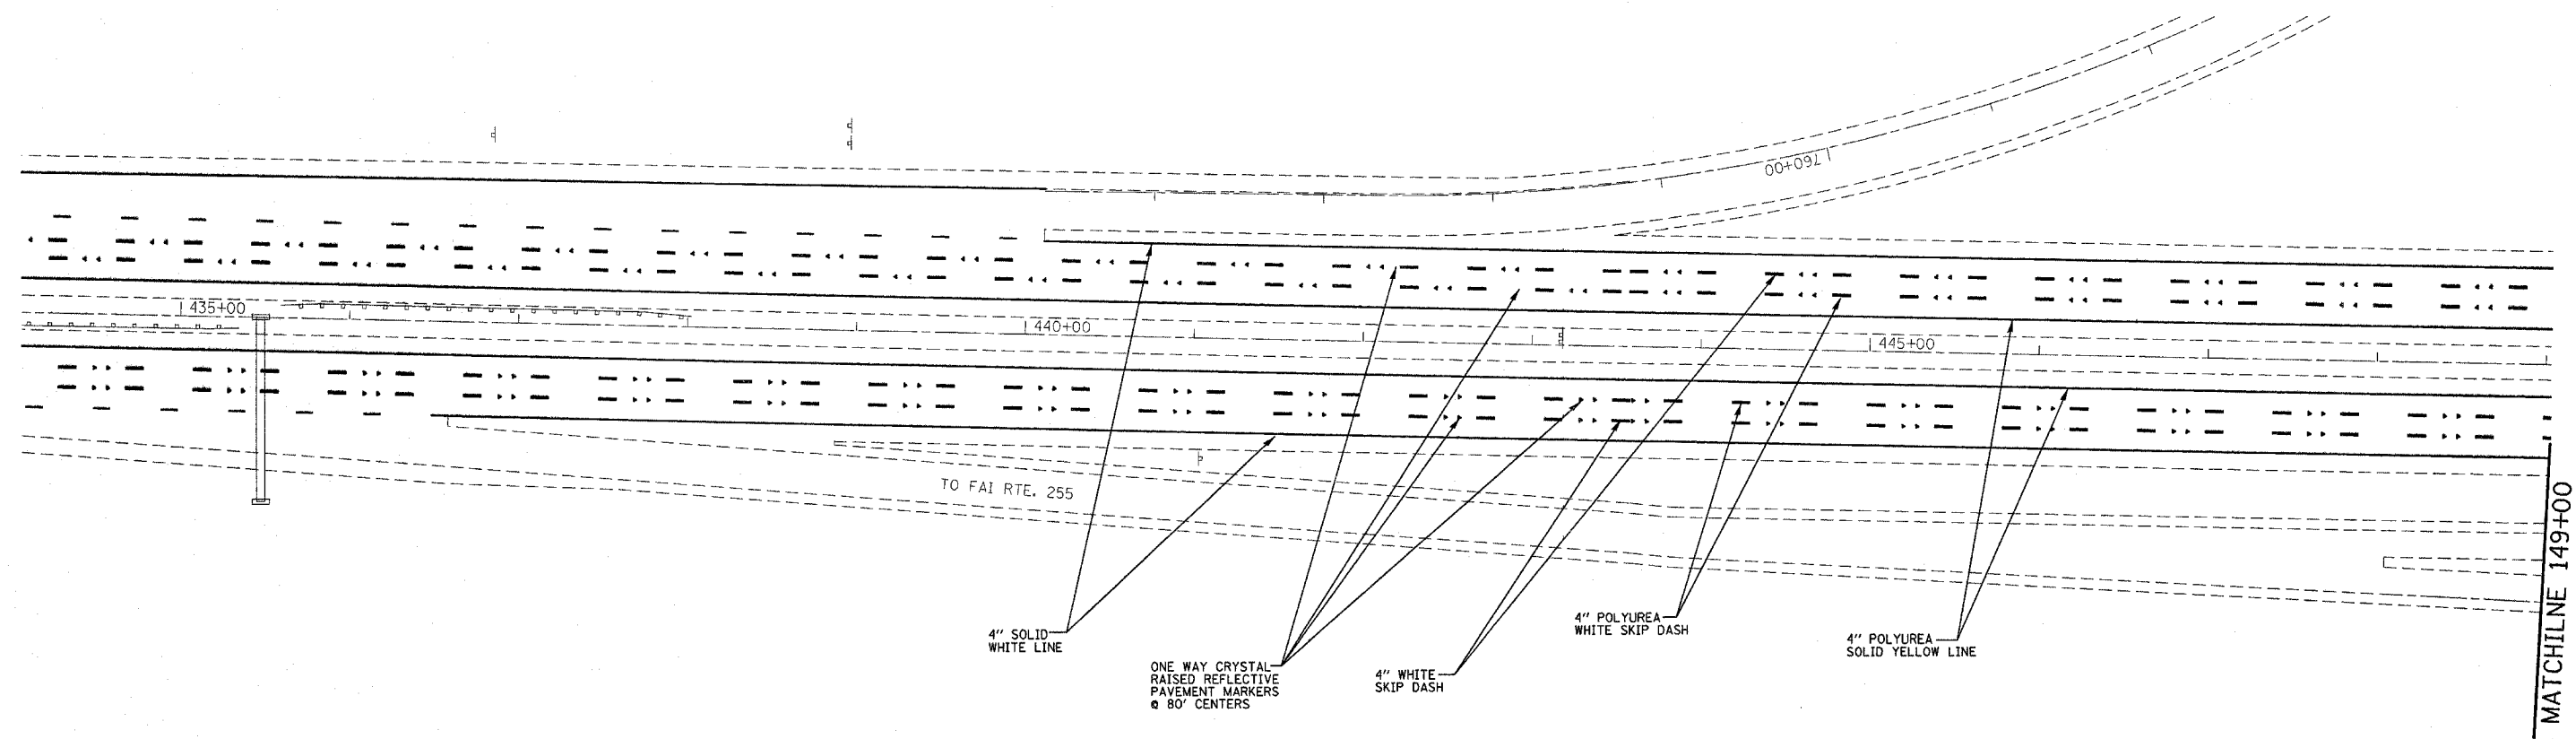 760+00
435+00
440+00
445+00
TO FAI RTE. 255
4" SOLID
WHITE LINE
ONE WAY CRYSTAL
RAISED REFLECTIVE
PAVEMENT MARKERS
@ 80' CENTERS
4" WHITE
SKIP DASH
4" POLYUREA
WHITE SKIP DASH
4" POLYUREA
SOLID YELLOW LINE
MATCHILNE 149+00